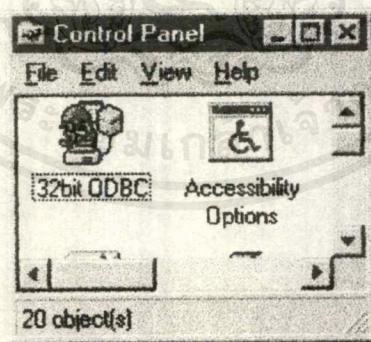 Control Panel
File Edit View Help
32bit ODBC
Accessibility
Options
20 object(s)